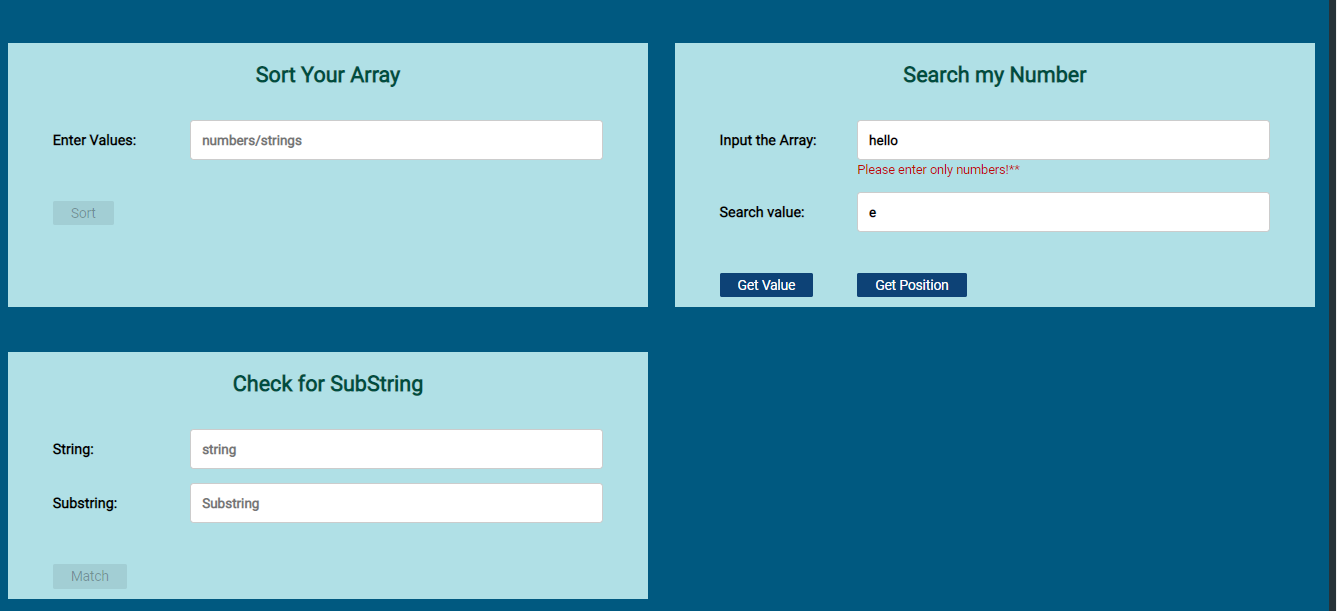 Sort Your Array
Enter Values:
numbers/strings
Sort
Search my Number
Input the Array:
hello
Please enter only numbers!**
Search value:
e
Get Value
Get Position
Check for SubString
String:
string
Substring:
Substring
Match